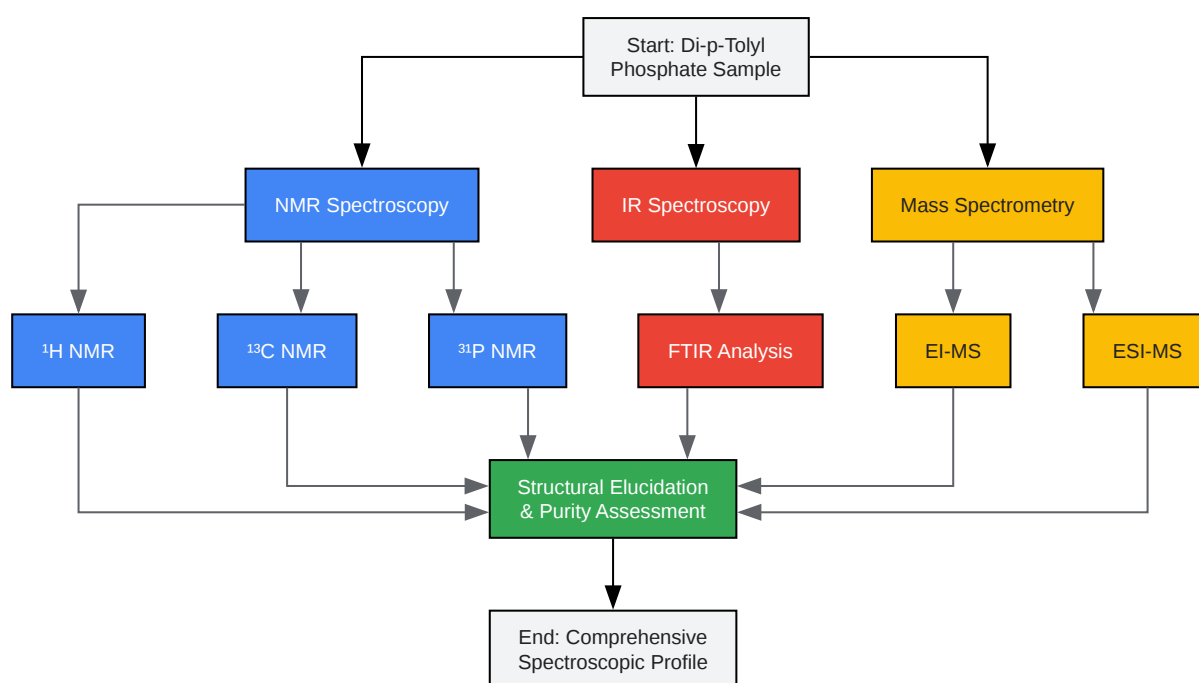 Start: Di-p-Tolyl
Phosphate Sample
NMR Spectroscopy
IR Spectroscopy
Mass Spectrometry
¹H NMR
¹³C NMR
³¹P NMR
FTIR Analysis
EI-MS
ESI-MS
Structural Elucidation
& Purity Assessment
End: Comprehensive
Spectroscopic Profile